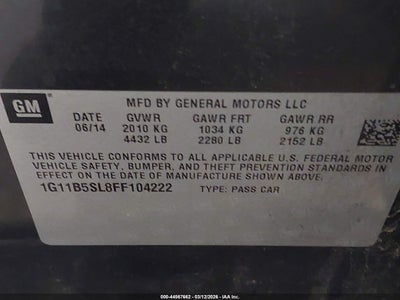 GM
MFD BY GENERAL MOTORS LLC
DATE GVWR GAWR FRT GAWR RR
06/14 2010 KG 1034 KG 976 KG
4432 LB 2280 LB 2152 LB
THIS VEHICLE CONFORMS TO ALL APPLICABLE U.S. FEDERAL MOTOR
VEHICLE SAFETY, BUMPER, AND THEFT PREVENTION STANDARDS IN
EFFECT ON THE DATE OF MANUFACTURE SHOWN ABOVE.
1G11B5SL8FF104222 TYPE: PASS CAR
000-44567662 - 03/12/2026 - IAA Inc.